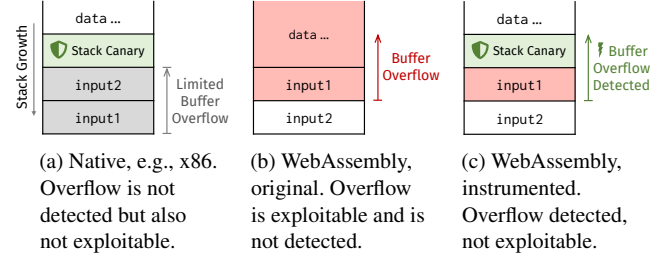 Stack Growth
data …
Stack Canary
input2
input1
Limited
Buffer
Overflow
(a) Native, e.g., x86.
Overflow is not
detected but also
not exploitable.
data …
input1
input2
Buffer
Overflow
(b) WebAssembly,
original. Overflow
is exploitable and is
not detected.
data …
Stack Canary
input1
input2
Buffer
Overflow
Detected
(c) WebAssembly,
instrumented.
Overflow detected,
not exploitable.